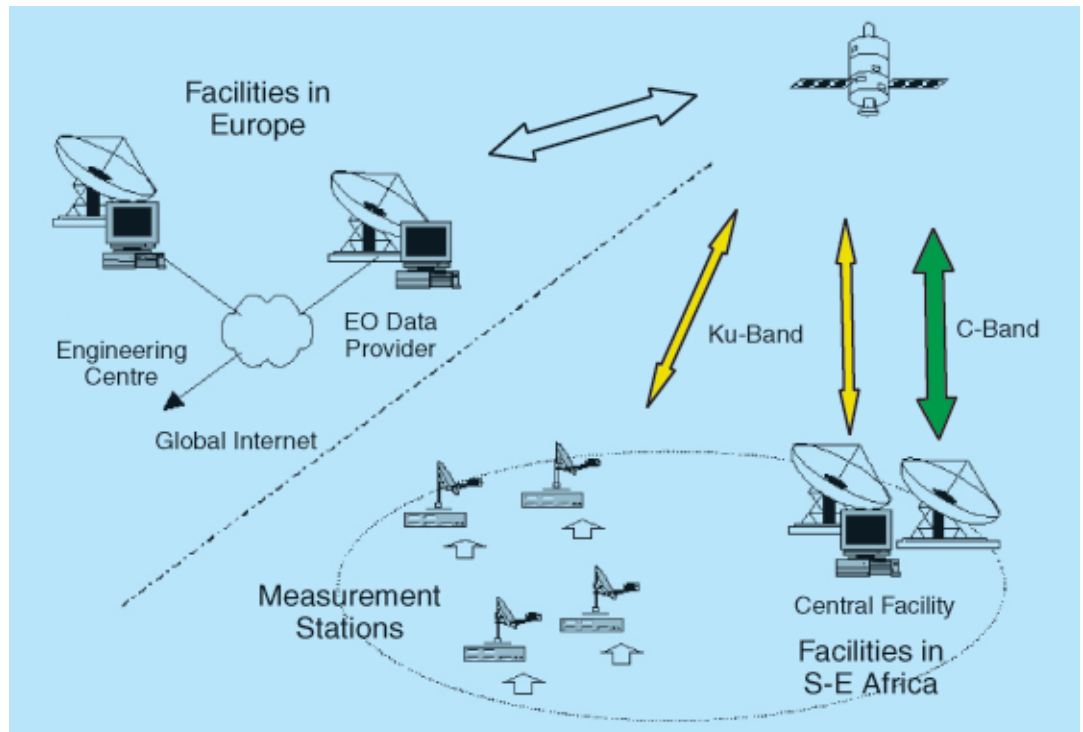 Facilities in
Europe
EO Data
Provider
Engineering
Centre
Global Internet
Ku-Band
C-Band
Measurement
Stations
Central Facility
Facilities in
S-E Africa